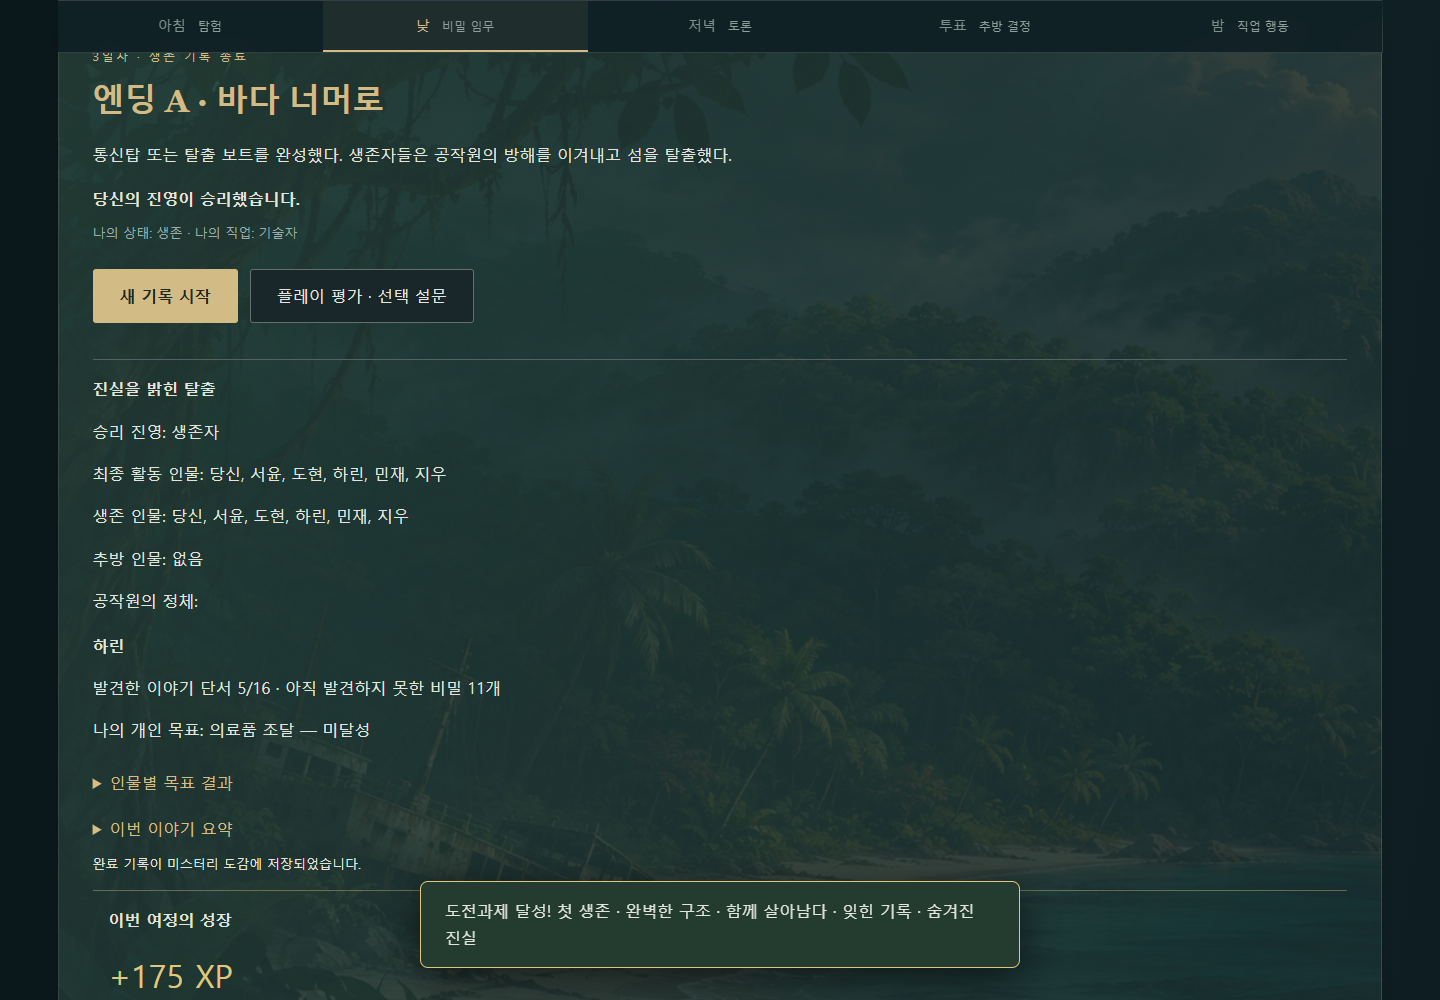 아침 탐험
낮 비밀 임무
저녁 토론
투표 추방 결정
밤 직업 행동
3일차 · 생존 기록 종료
엔딩 A · 바다 너머로
통신탑 또는 탈출 보트를 완성했다. 생존자들은 공작원의 방해를 이겨내고 섬을 탈출했다.
당신의 진영이 승리했습니다.
나의 상태: 생존 · 나의 직업: 기술자
새 기록 시작
플레이 평가 · 선택 설문
진실을 밝힌 탈출
승리 진영: 생존자
최종 활동 인물: 당신, 서윤, 도현, 하린, 민재, 지우
생존 인물: 당신, 서윤, 도현, 하린, 민재, 지우
추방 인물: 없음
공작원의 정체:
하린
발견한 이야기 단서 5/16 · 아직 발견하지 못한 비밀 11개
나의 개인 목표: 의료품 조달 — 미달성
▶ 인물별 목표 결과
▶ 이번 이야기 요약
완료 기록이 미스터리 도감에 저장되었습니다.
이번 여정의 성장
+175 XP
도전과제 달성! 첫 생존 · 완벽한 구조 · 함께 살아남다 · 잊힌 기록 · 숨겨진
진실